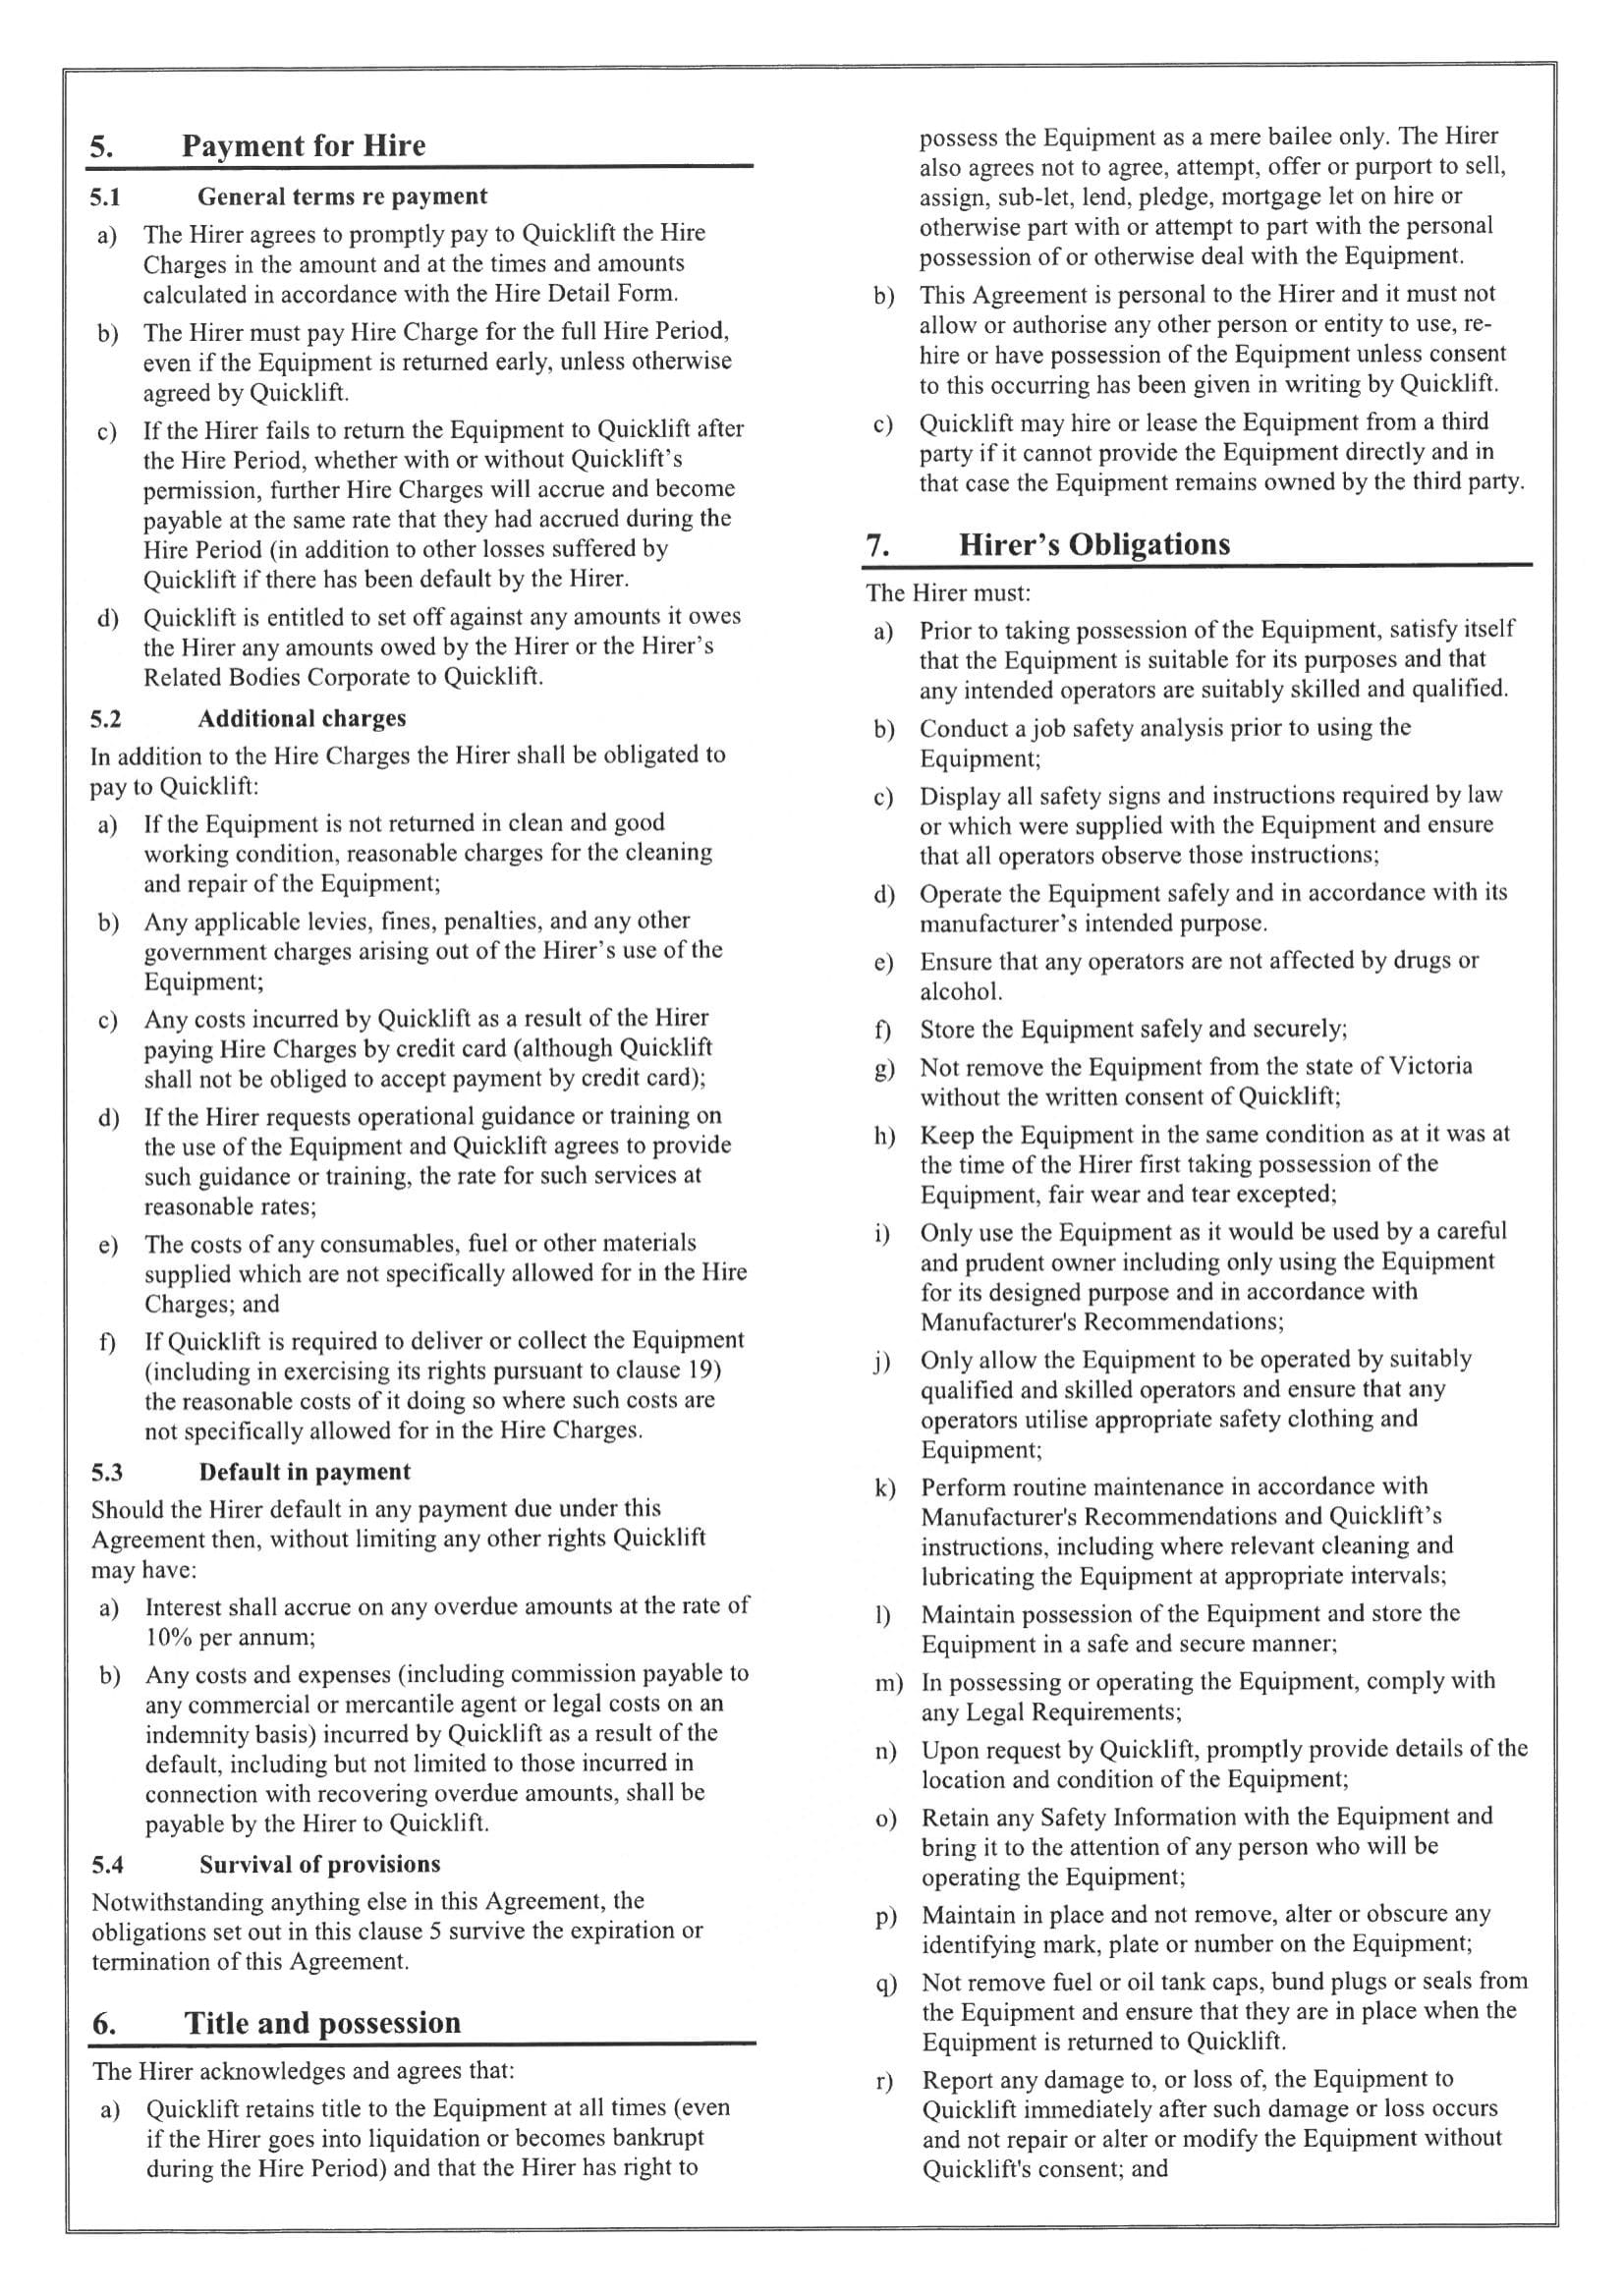 5. Payment for Hire
5.1 General terms re payment
a) The Hirer agrees to promptly pay to Quicklift the Hire
Charges in the amount and at the times and amounts
calculated in accordance with the Hire Detail Form.
b) The Hirer must pay Hire Charge for the full Hire Period,
even if the Equipment is returned early, unless otherwise
agreed by Quicklift.
c) If the Hirer fails to return the Equipment to Quicklift after
the Hire Period, whether with or without Quicklift's
permission, further Hire Charges will accrue and become
payable at the same rate that they had accrued during the
Hire Period (in addition to other losses suffered by
Quicklift if there has been default by the Hirer.
d) Quicklift is entitled to set off against any amounts it owes
the Hirer any amounts owed by the Hirer or the Hirer's
Related Bodies Corporate to Quicklift.
5.2 Additional charges
In addition to the Hire Charges the Hirer shall be obligated to
pay to Quicklift:
a) If the Equipment is not returned in clean and good
working condition, reasonable charges for the cleaning
and repair of the Equipment;
b) Any applicable levies, fines, penalties, and any other
government charges arising out of the Hirer's use of the
Equipment;
c) Any costs incurred by Quicklift as a result of the Hirer
paying Hire Charges by credit card (although Quicklift
shall not be obliged to accept payment by credit card);
d) If the Hirer requests operational guidance or training on
the use of the Equipment and Quicklift agrees to provide
such guidance or training, the rate for such services at
reasonable rates;
e) The costs of any consumables, fuel or other materials
supplied which are not specifically allowed for in the Hire
Charges; and
f) If Quicklift is required to deliver or collect the Equipment
(including in exercising its rights pursuant to clause 19)
the reasonable costs of it doing so where such costs are
not specifically allowed for in the Hire Charges.
5.3 Default in payment
Should the Hirer default in any payment due under this
Agreement then, without limiting any other rights Quicklift
may have:
a) Interest shall accrue on any overdue amounts at the rate of
10% per annum;
b) Any costs and expenses (including commission payable to
any commercial or mercantile agent or legal costs on an
indemnity basis) incurred by Quicklift as a result of the
default, including but not limited to those incurred in
connection with recovering overdue amounts, shall be
payable by the Hirer to Quicklift.
5.4 Survival of provisions
Notwithstanding anything else in this Agreement, the
obligations set out in this clause 5 survive the expiration or
termination of this Agreement.
6. Title and possession
The Hirer acknowledges and agrees that:
a) Quicklift retains title to the Equipment at all times (even
if the Hirer goes into liquidation or becomes bankrupt
during the Hire Period) and that the Hirer has right to
possess the Equipment as a mere bailee only. The Hirer
also agrees not to agree, attempt, offer or purport to sell,
assign, sub-let, lend, pledge, mortgage let on hire or
otherwise part with or attempt to part with the personal
possession of or otherwise deal with the Equipment.
b) This Agreement is personal to the Hirer and it must not
allow or authorise any other person or entity to use, re-
hire or have possession of the Equipment unless consent
to this occurring has been given in writing by Quicklift.
c) Quicklift may hire or lease the Equipment from a third
party if it cannot provide the Equipment directly and in
that case the Equipment remains owned by the third party.
7. Hirer's Obligations
The Hirer must:
a) Prior to taking possession of the Equipment, satisfy itself
that the Equipment is suitable for its purposes and that
any intended operators are suitably skilled and qualified.
b) Conduct a job safety analysis prior to using the
Equipment;
c) Display all safety signs and instructions required by law
or which were supplied with the Equipment and ensure
that all operators observe those instructions;
d) Operate the Equipment safely and in accordance with its
manufacturer's intended purpose.
e) Ensure that any operators are not affected by drugs or
alcohol.
f) Store the Equipment safely and securely;
g) Not remove the Equipment from the state of Victoria
without the written consent of Quicklift;
h) Keep the Equipment in the same condition as at it was at
the time of the Hirer first taking possession of the
Equipment, fair wear and tear excepted;
i) Only use the Equipment as it would be used by a careful
and prudent owner including only using the Equipment
for its designed purpose and in accordance with
Manufacturer's Recommendations;
j) Only allow the Equipment to be operated by suitably
qualified and skilled operators and ensure that any
operators utilise appropriate safety clothing and
Equipment;
k) Perform routine maintenance in accordance with
Manufacturer's Recommendations and Quicklift's
instructions, including where relevant cleaning and
lubricating the Equipment at appropriate intervals;
l) Maintain possession of the Equipment and store the
Equipment in a safe and secure manner;
m) In possessing or operating the Equipment, comply with
any Legal Requirements;
n) Upon request by Quicklift, promptly provide details of the
location and condition of the Equipment;
o) Retain any Safety Information with the Equipment and
bring it to the attention of any person who will be
operating the Equipment;
p) Maintain in place and not remove, alter or obscure any
identifying mark, plate or number on the Equipment;
q) Not remove fuel or oil tank caps, bund plugs or seals from
the Equipment and ensure that they are in place when the
Equipment is returned to Quicklift.
r) Report any damage to, or loss of, the Equipment to
Quicklift immediately after such damage or loss occurs
and not repair or alter or modify the Equipment without
Quicklift's consent; and